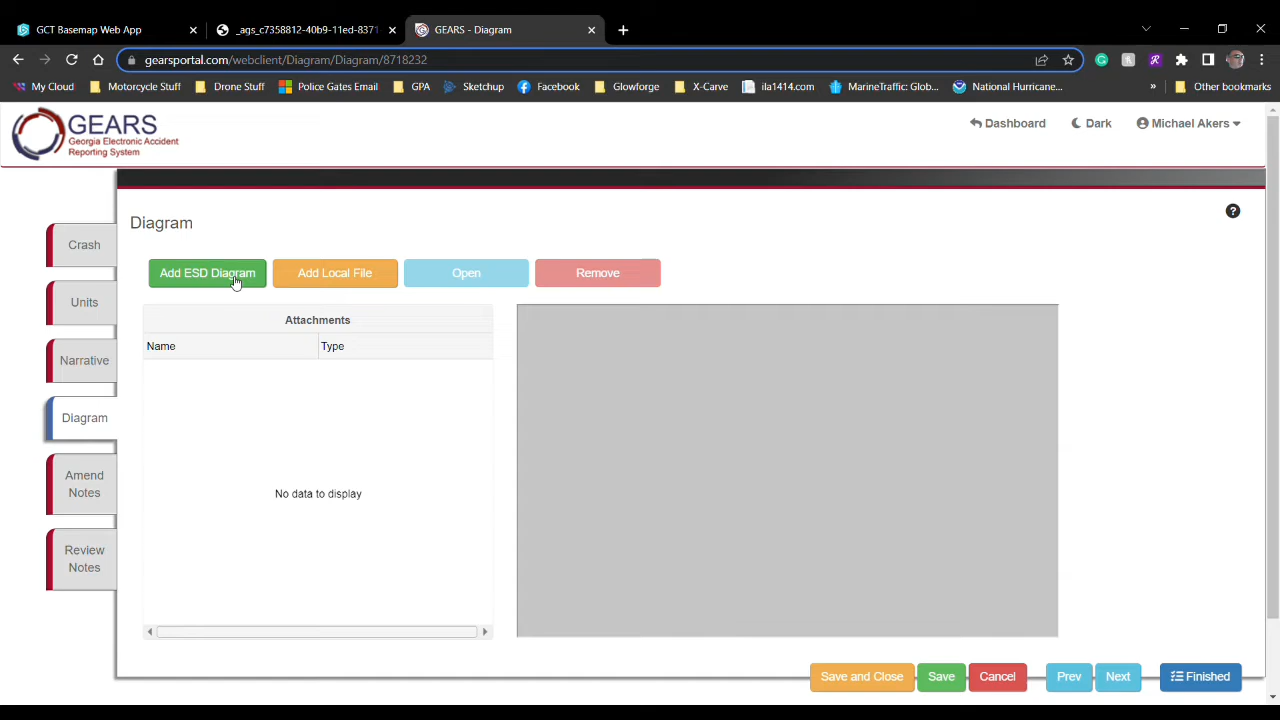 GCT Basemap Web App
_ags_c7358812-40b9-11ed-8371
GEARS - Diagram
gearsportal.com/webclient/Diagram/Diagram/8718232
My Cloud
Motorcycle Stuff
Drone Stuff
Police Gates Email
GPA
Sketchup
Facebook
Glowforge
X-Carve
ila1414.com
MarineTraffic: Glob...
National Hurricane...
»
Other bookmarks
GEARS
Georgia Electronic Accident
Reporting System
Dashboard
Dark
Michael Akers
Diagram
Crash
Units
Narrative
Diagram
Amend
Notes
Review
Notes
Add ESD Diagram
Add Local File
Open
Remove
Attachments
Name
Type
No data to display
Save and Close
Save
Cancel
Prev
Next
Finished